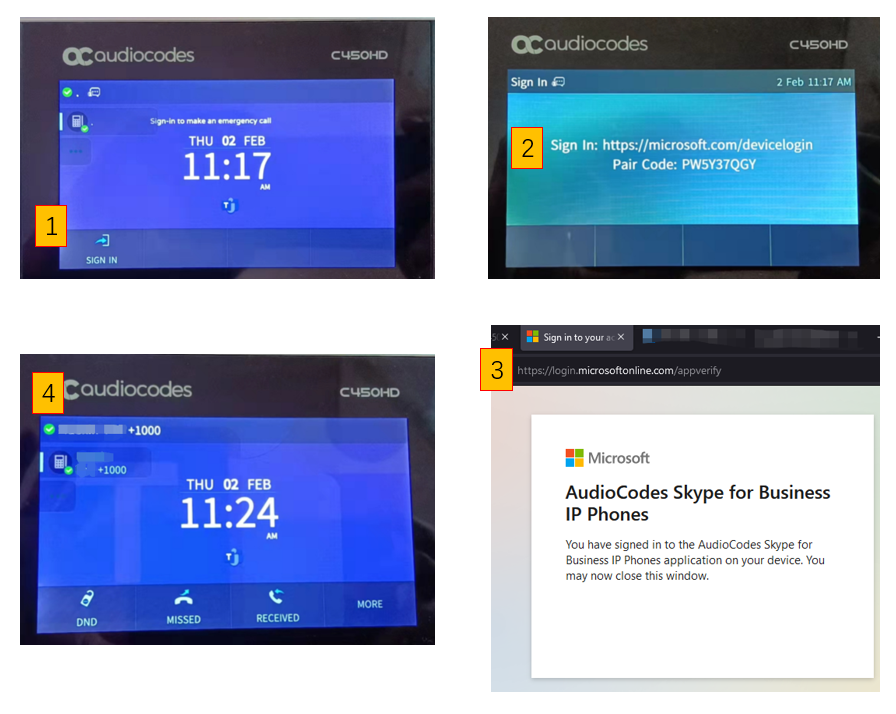 audiocodes
C450HD
.
Sign-in to make an emergency call
.
THU 02 FEB
11:17
AM
T
1
SIGN IN
audiocodes
C450HD
Sign In
2 Feb 11:17 AM
2
Sign In: https://microsoft.com/devicelogin
Pair Code: PW5Y37QGY
4
audiocodes
C450HD
+1000
+1000
THU 02 FEB
11:24
AM
T
DND
MISSED
RECEIVED
MORE
Sign in to your ac
3
https://login.microsoftonline.com/appverify
Microsoft
AudioCodes Skype for Business
IP Phones
You have signed in to the AudioCodes Skype for
Business IP Phones application on your device. You
may now close this window.